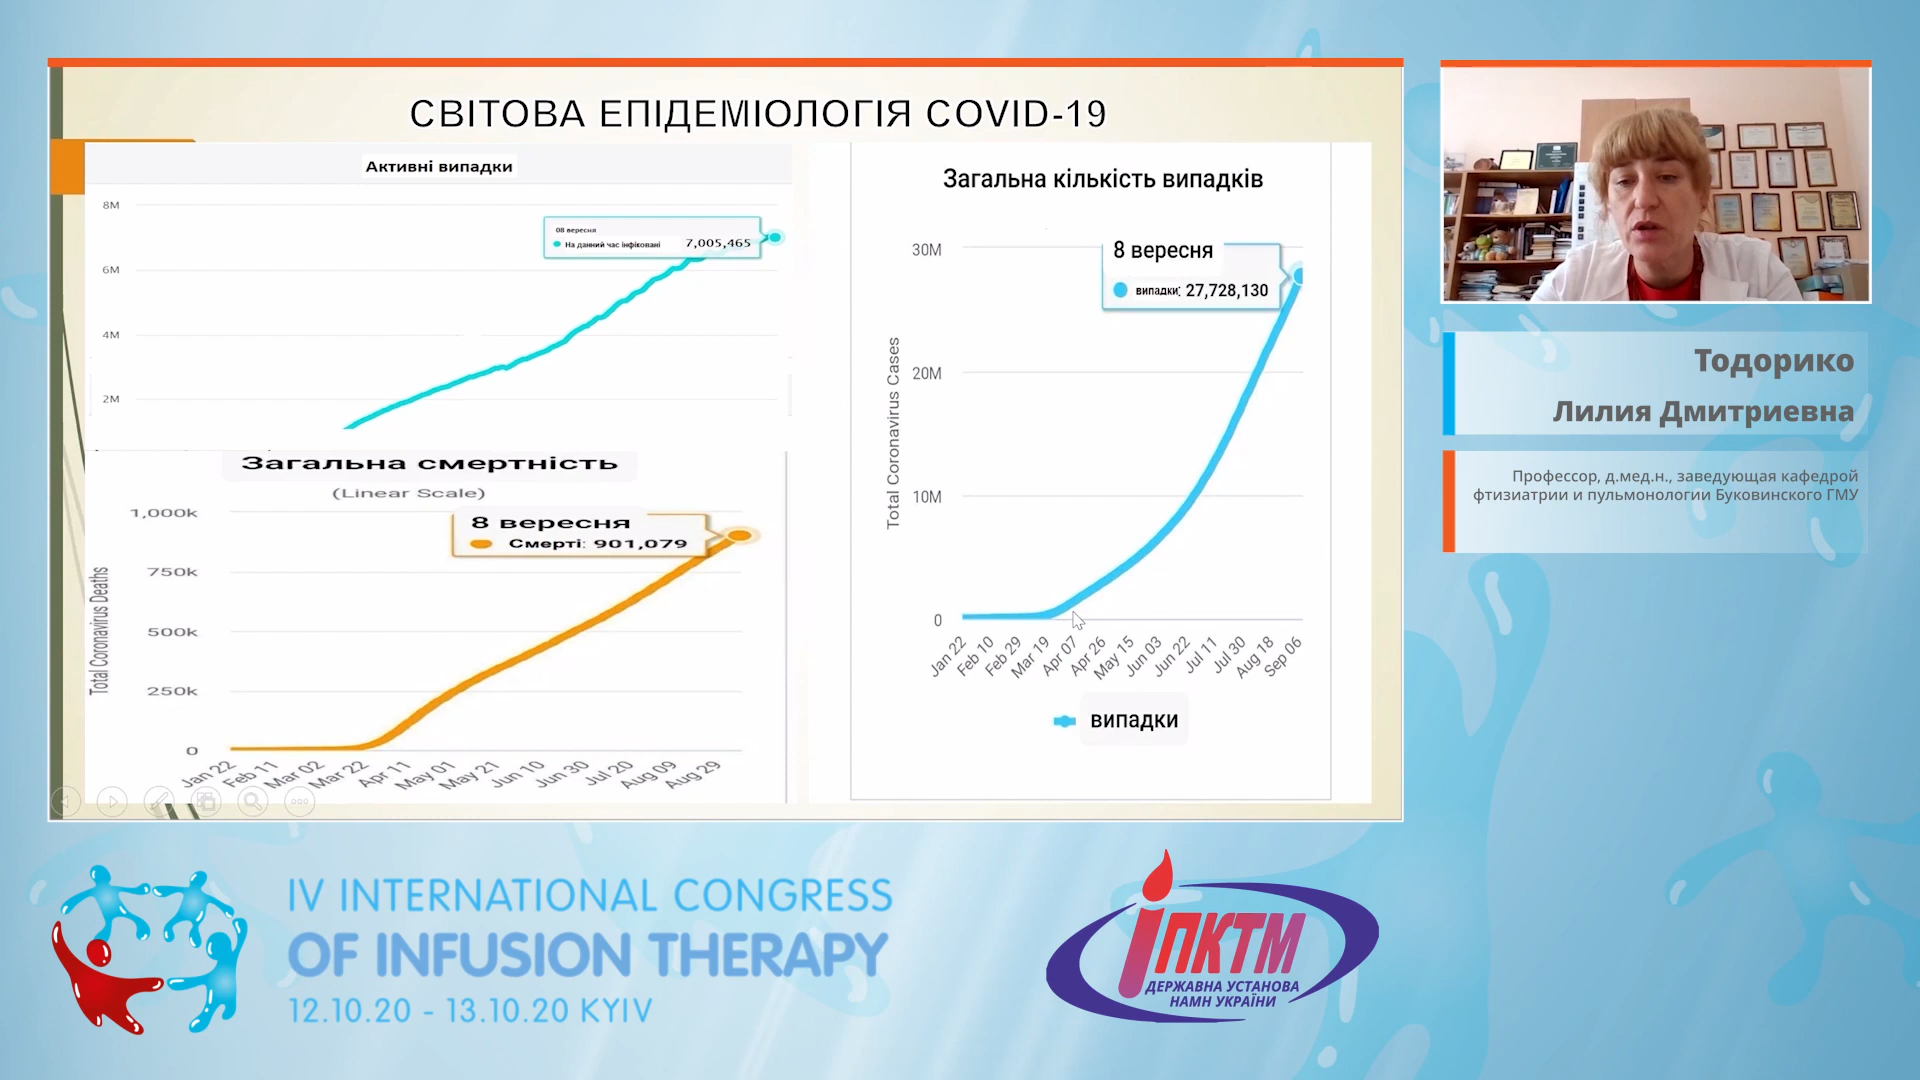 СВІТОВА ЕПІДЕМІОЛОГІЯ COVID-19
Активні випадки
8M
08 вересня
На данний час інфіковані 7,005,465
6M
4M
2M
Загальна смертність
(Linear Scale)
1,000k
8 вересня
Смерті: 901,079
750k
500k
250k
0
Total Coronavirus Deaths
Jan 22
Feb 11
Mar 02
Mar 22
Apr 11
May 01
May 21
Jun 10
Jun 30
Jul 20
Aug 09
Aug 29
Загальна кількість випадків
30M
8 вересня
випадки: 27,728,130
20M
10M
0
Total Coronavirus Cases
Jan 22
Feb 10
Feb 29
Mar 19
Apr 07
Apr 26
May 15
Jun 03
Jun 22
Jul 11
Jul 30
Aug 18
Sep 06
випадки
Тодорико
Лилия Дмитриевна
Профессор, д.мед.н., заведующая кафедрой
фтизиатрии и пульмонологии Буковинского ГМУ
IV INTERNATIONAL CONGRESS
OF INFUSION THERAPY
12.10.20 - 13.10.20 KYIV
іПКТМ
ДЕРЖАВНА УСТАНОВА
НАМН УКРАЇНИ